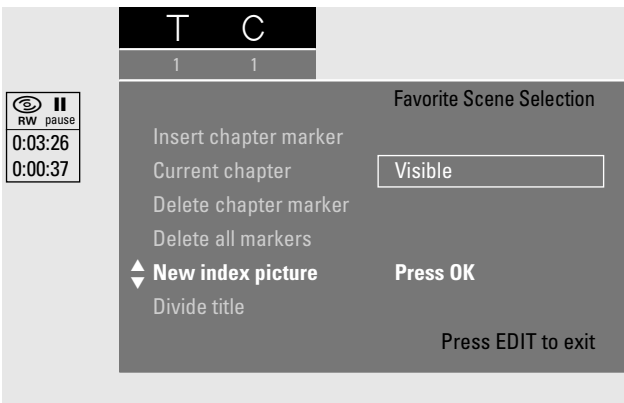 T C
1 1
Favorite Scene Selection
RW pause
0:03:26
0:00:37
Insert chapter marker
Current chapter Visible
Delete chapter marker
Delete all markers
New index picture Press OK
Divide title
Press EDIT to exit